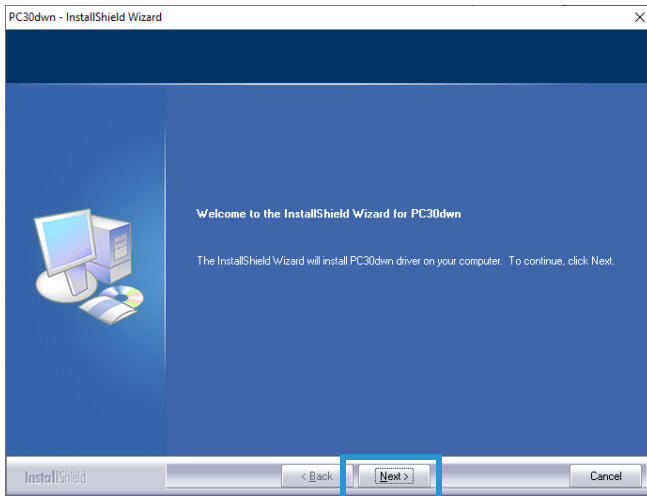 PC30dwn - InstallShield Wizard
Welcome to the InstallShield Wizard for PC30dwn
The InstallShield Wizard will install PC30dwn driver on your computer. To continue, click Next.
InstallShield
< Back
Next >
Cancel